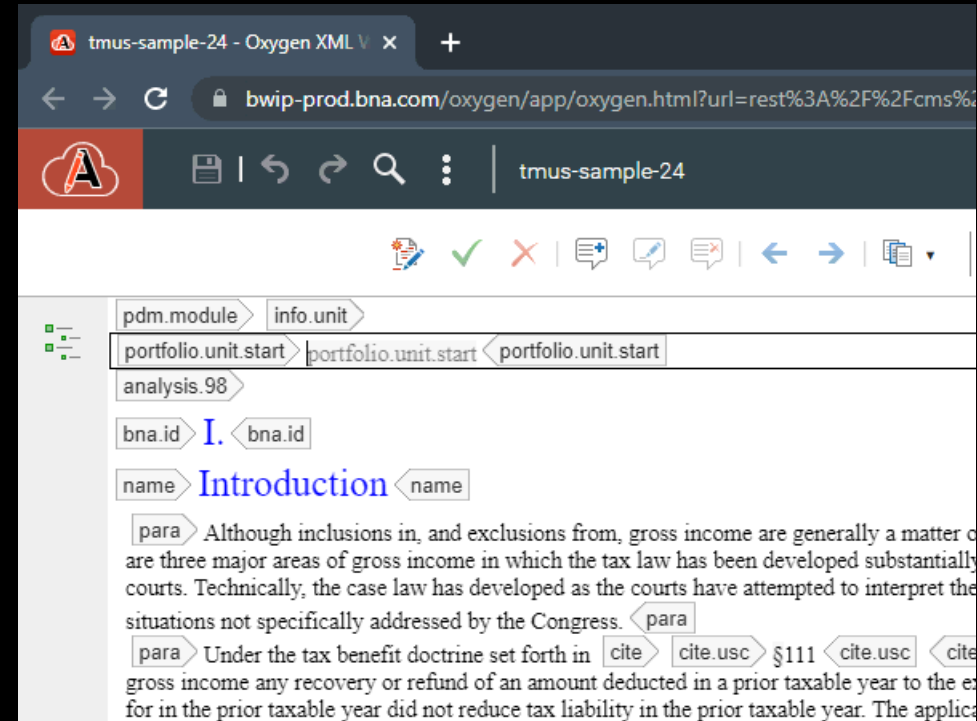 tmus-sample-24 - Oxygen XML
bwip-prod.bna.com/oxygen/app/oxygen.html?url=rest%3A%2F%2Fcms%2
tmus-sample-24
pdm.module info.unit
portfolio.unit.start portfolio.unit.start portfolio.unit.start
analysis.98
bna.id I. bna.id
name Introduction name
para Although inclusions in, and exclusions from, gross income are generally a matter
are three major areas of gross income in which the tax law has been developed substantially
courts. Technically, the case law has developed as the courts have attempted to interpret the
situations not specifically addressed by the Congress. para
para Under the tax benefit doctrine set forth in cite cite.usc §111 cite.usc cite
gross income any recovery or refund of an amount deducted in a prior taxable year to the
for in the prior taxable year did not reduce tax liability in the prior taxable year. The